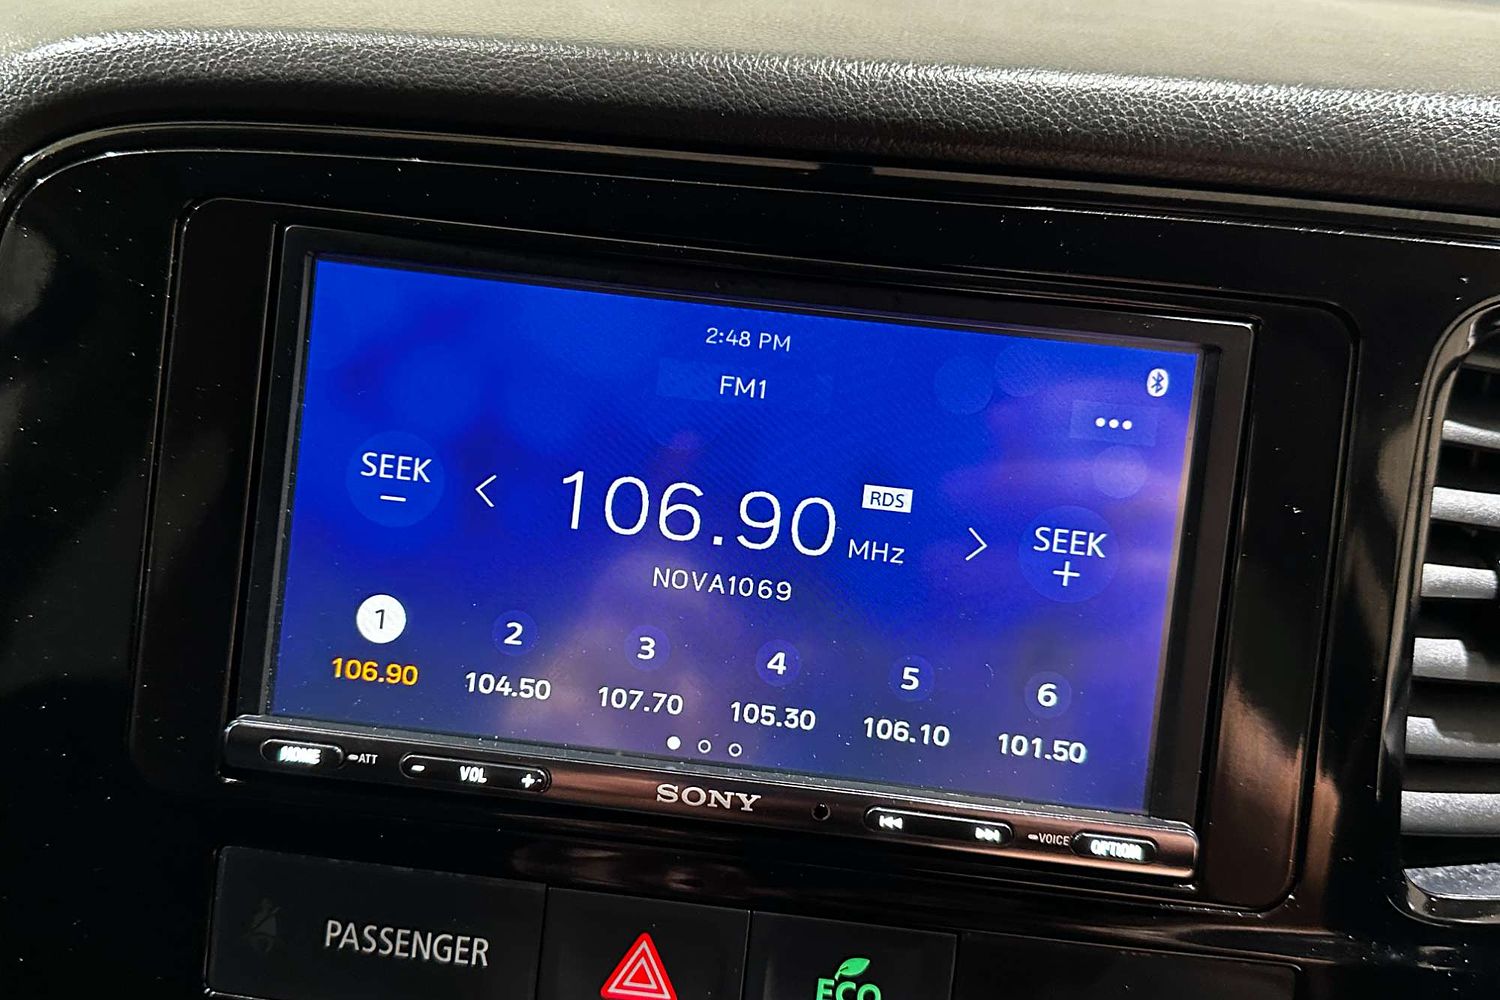 2:48 PM
FM1
SEEK
−
<
106.90 MHz
RDS
>
SEEK
+
NOVA1069
1 2 3 4 5 6
106.90 104.50 107.70 105.30 106.10 101.50
HOME ATT - VOL + SONY VOICE OPTION
PASSENGER
ECO